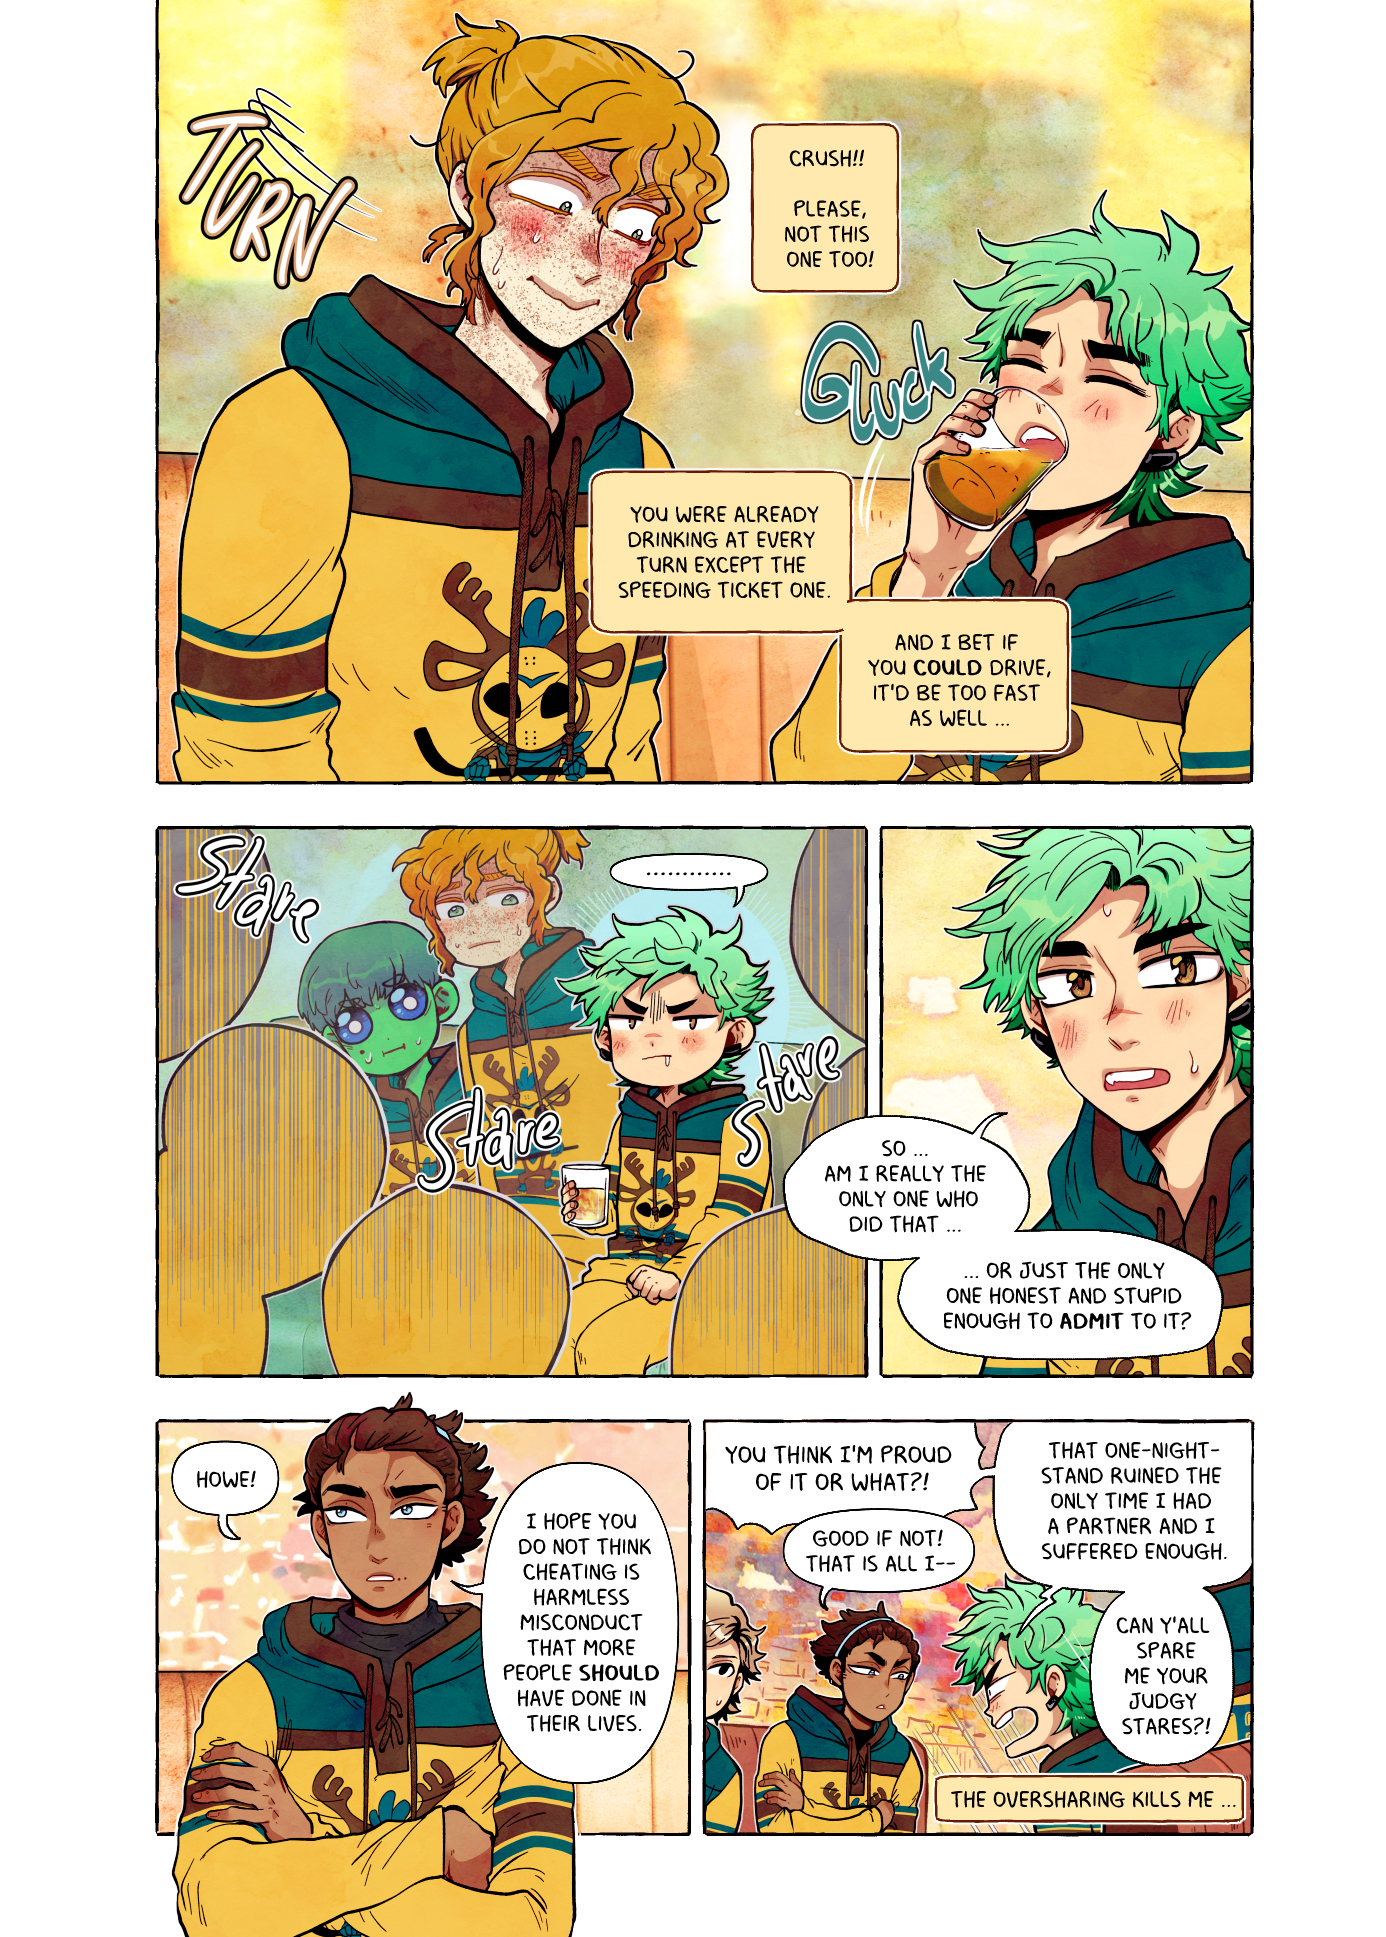 TURN
CRUSH!!
PLEASE,
NOT THIS
ONE TOO!
GLUCK
YOU WERE ALREADY
DRINKING AT EVERY
TURN EXCEPT THE
SPEEDING TICKET ONE.
AND I BET IF
YOU COULD DRIVE,
IT'D BE TOO FAST
AS WELL ...
Stare
............
Stare
Stare
SO ...
AM I REALLY THE
ONLY ONE WHO
DID THAT ...
... OR JUST THE ONLY
ONE HONEST AND STUPID
ENOUGH TO ADMIT TO IT?
HOWE!
I HOPE YOU
DO NOT THINK
CHEATING IS
HARMLESS
MISCONDUCT
THAT MORE
PEOPLE SHOULD
HAVE DONE IN
THEIR LIVES.
YOU THINK I'M PROUD
OF IT OR WHAT?!
GOOD IF NOT!
THAT IS ALL I--
THAT ONE-NIGHT-
STAND RUINED THE
ONLY TIME I HAD
A PARTNER AND I
SUFFERED ENOUGH.
CAN Y'ALL
SPARE
ME YOUR
JUDGY
STARES?!
THE OVERSHARING KILLS ME ...